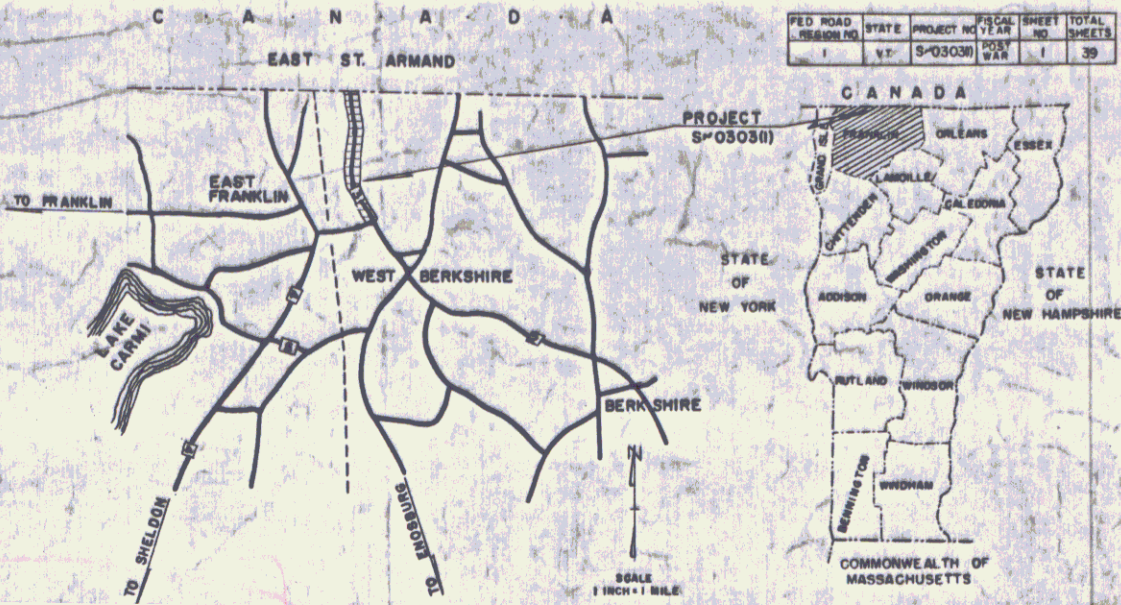 C A N A D A
EAST ST. ARMAND
FED ROAD REGION NO. STATE PROJECT NO FISCAL YEAR SHEET NO. TOTAL SHEETS
1 VT. S-0303(1) POST WAR 1 39
PROJECT
S-0303(1)
EAST
FRANKLIN
TO FRANKLIN
WEST BERKSHIRE
LAKE
CARMI
BERKSHIRE
TO SHELDON
TO ENOSBURG
N
SCALE
1 INCH = 1 MILE
CANADA
GRAND ISLE
FRANKLIN
ORLEANS
ESSEX
LAMOILLE
CHITTENDEN
CALEDONIA
WASHINGTON
STATE
OF
NEW YORK
ADDISON
ORANGE
STATE
OF
NEW HAMPSHIRE
RUTLAND
WINDSOR
BENNINGTON
WINDHAM
COMMONWEALTH OF
MASSACHUSETTS